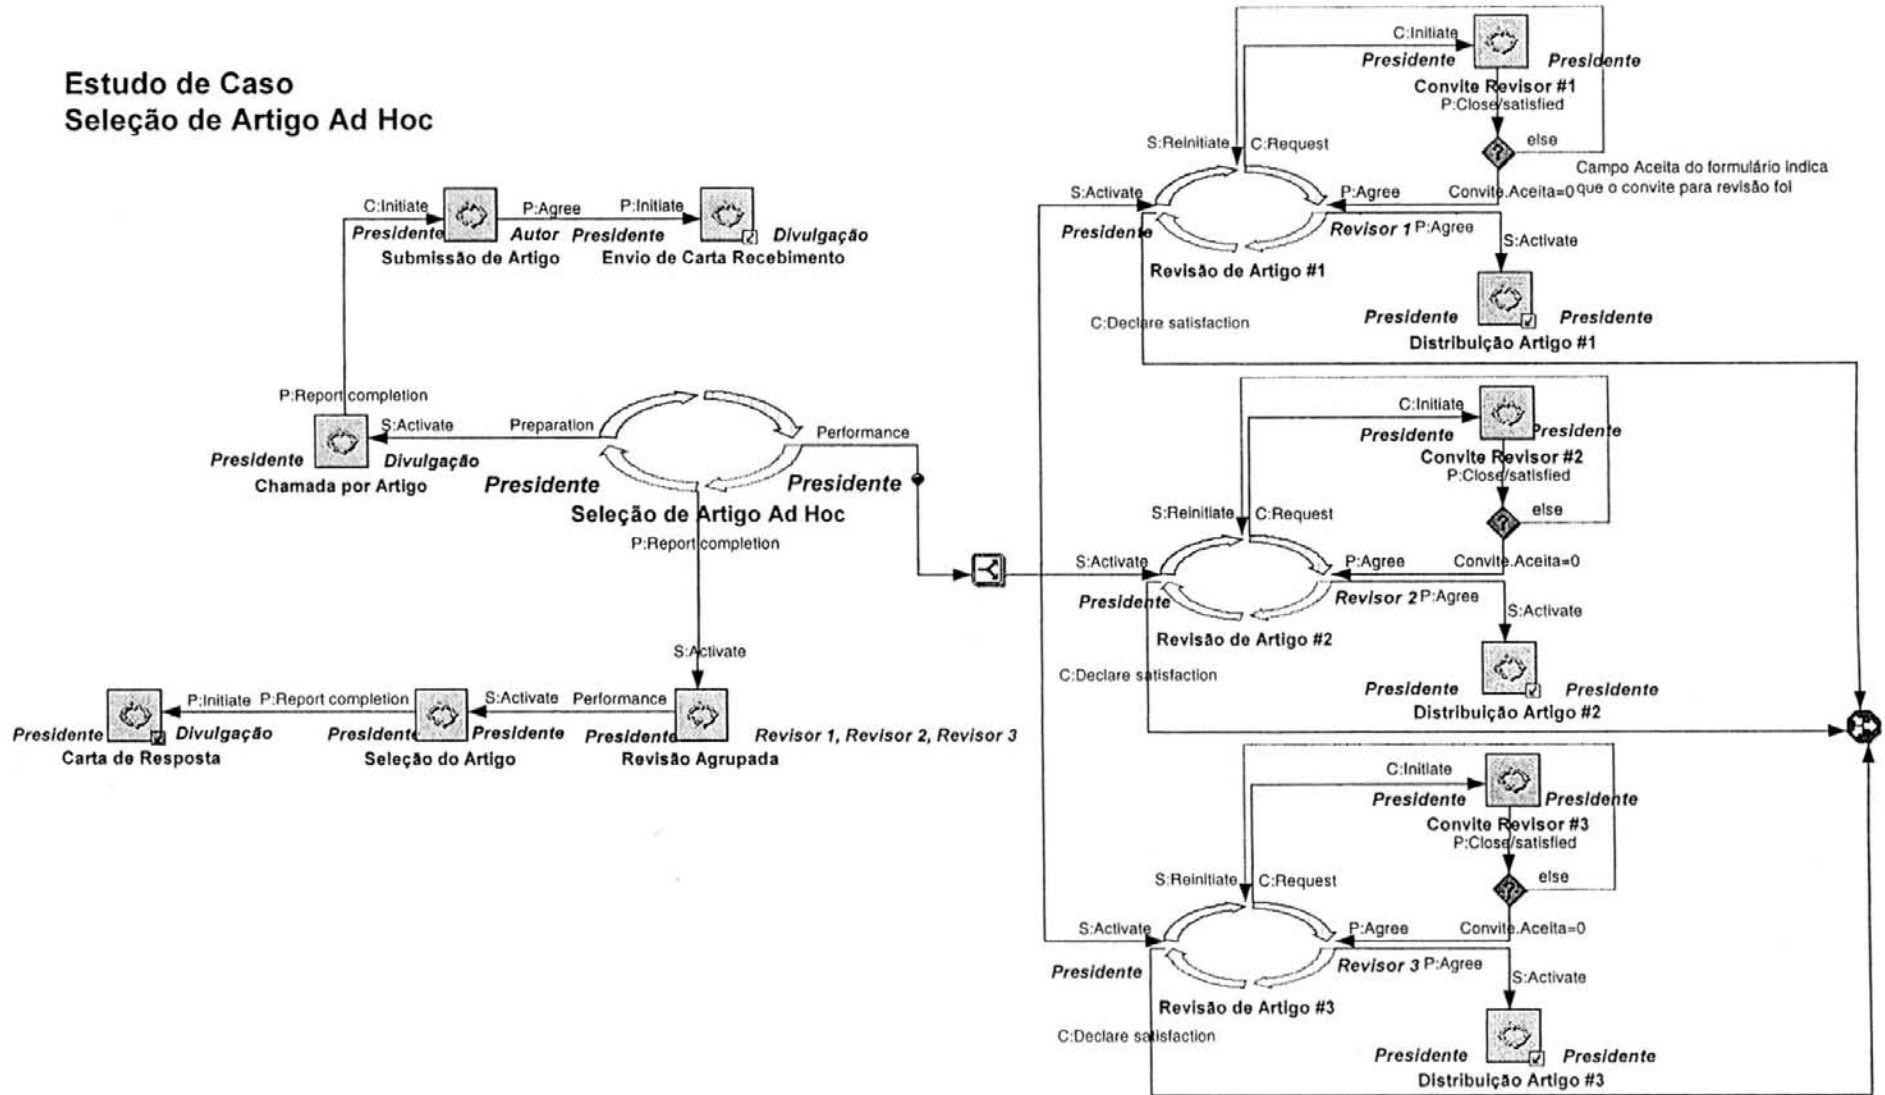 Estudo de Caso
Seleção de Artigo Ad Hoc
C:Initiate
P:Agree
P:Initiate
Presidente
Autor
Presidente
Divulgação
Submissão de Artigo
Envio de Carta Recebimento
P:Report completion
S:Activate
Preparation
Performance
Presidente
Divulgação
Chamada por Artigo
Presidente
Presidente
Seleção de Artigo Ad Hoc
P:Report completion
S:Activate
P:Initiate
P:Report completion
S:Activate
Performance
Presidente
Divulgação
Presidente
Presidente
Presidente
Revisor 1, Revisor 2, Revisor 3
Carta de Resposta
Seleção do Artigo
Revisão Agrupada
C:Initiate
Presidente
Presidente
Convite Revisor #1
P:Close/satisfied
S:Reinitiate
C:Request
else
Campo Aceita do formulário indica
que o convite para revisão foi
S:Activate
P:Agree
Convite.Aceita=0
Presidente
Revisor 1
P:Agree
S:Activate
Revisão de Artigo #1
Presidente
Presidente
C:Declare satisfaction
Distribuição Artigo #1
C:Initiate
Presidente
Presidente
Convite Revisor #2
P:Close/satisfied
S:Reinitiate
C:Request
else
S:Activate
P:Agree
Convite.Aceita=0
Presidente
Revisor 2
P:Agree
S:Activate
Revisão de Artigo #2
C:Declare satisfaction
Presidente
Presidente
Distribuição Artigo #2
C:Initiate
Presidente
Presidente
Convite Revisor #3
P:Close/satisfied
S:Reinitiate
C:Request
else
S:Activate
P:Agree
Convite.Aceita=0
Presidente
Revisor 3
P:Agree
S:Activate
Revisão de Artigo #3
C:Declare satisfaction
Presidente
Presidente
Distribuição Artigo #3